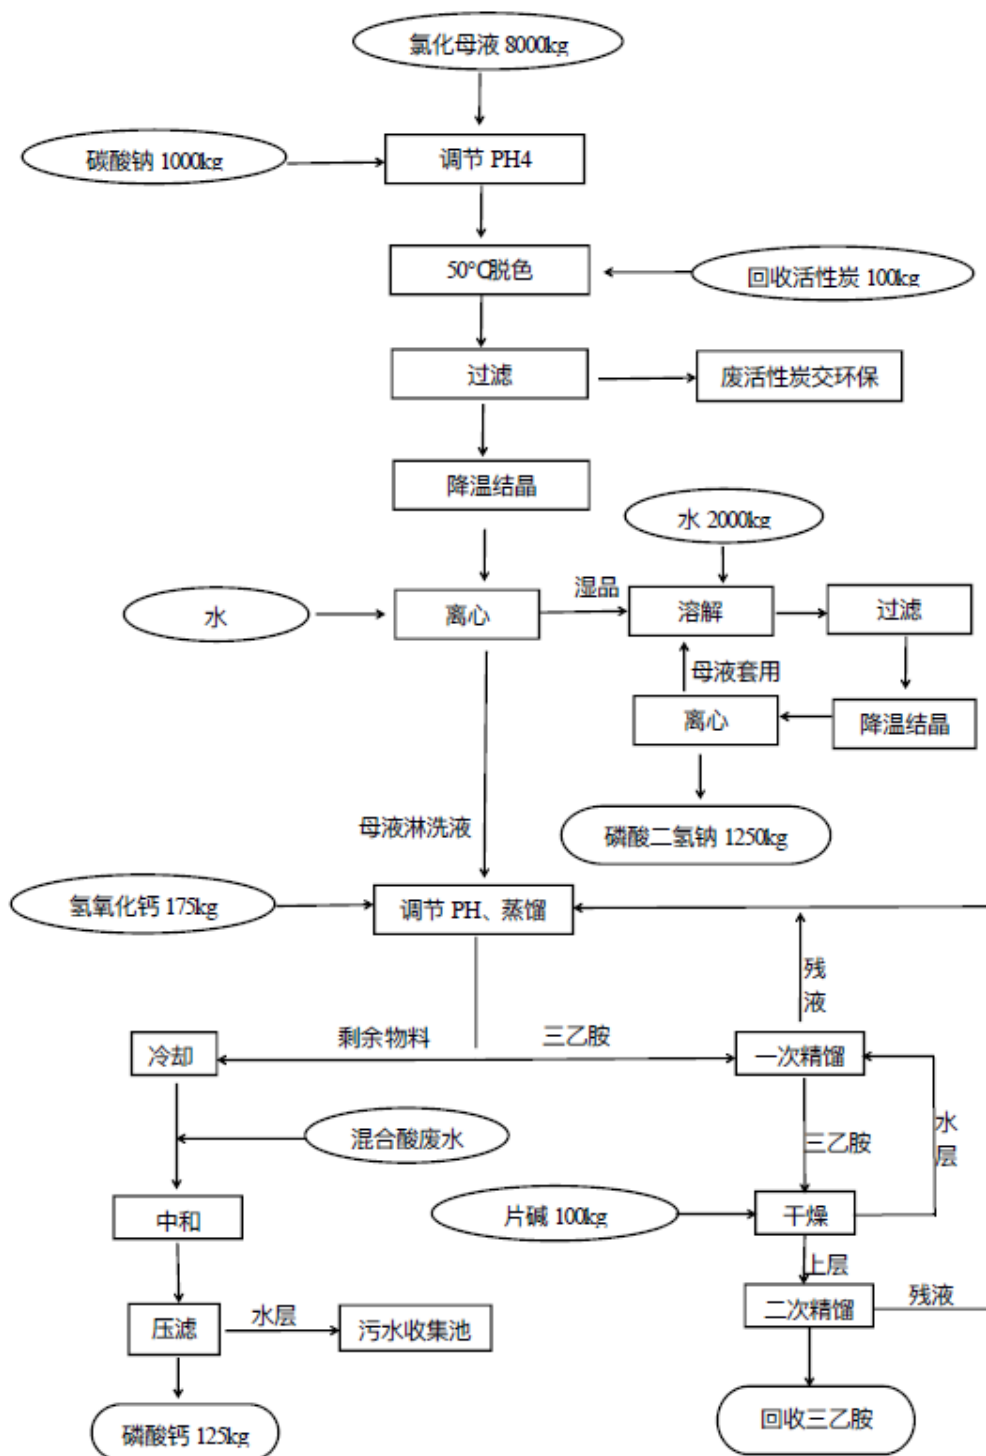 氯化母液 8000kg
碳酸钠 1000kg
调节 PH4
50°C脱色
回收活性炭 100kg
过滤
废活性炭交环保
降温结晶
水 2000kg
湿品
水
离心
溶解
过滤
母液套用
离心
降温结晶
母液淋洗液
磷酸二氢钠 1250kg
氢氧化钙 175kg
调节 PH、蒸馏
残
液
剩余物料
三乙胺
冷却
一次精馏
混合酸废水
三乙胺
水
层
中和
片碱 100kg
干燥
上层
压滤
水层
污水收集池
二次精馏
残液
磷酸钙 125kg
回收三乙胺